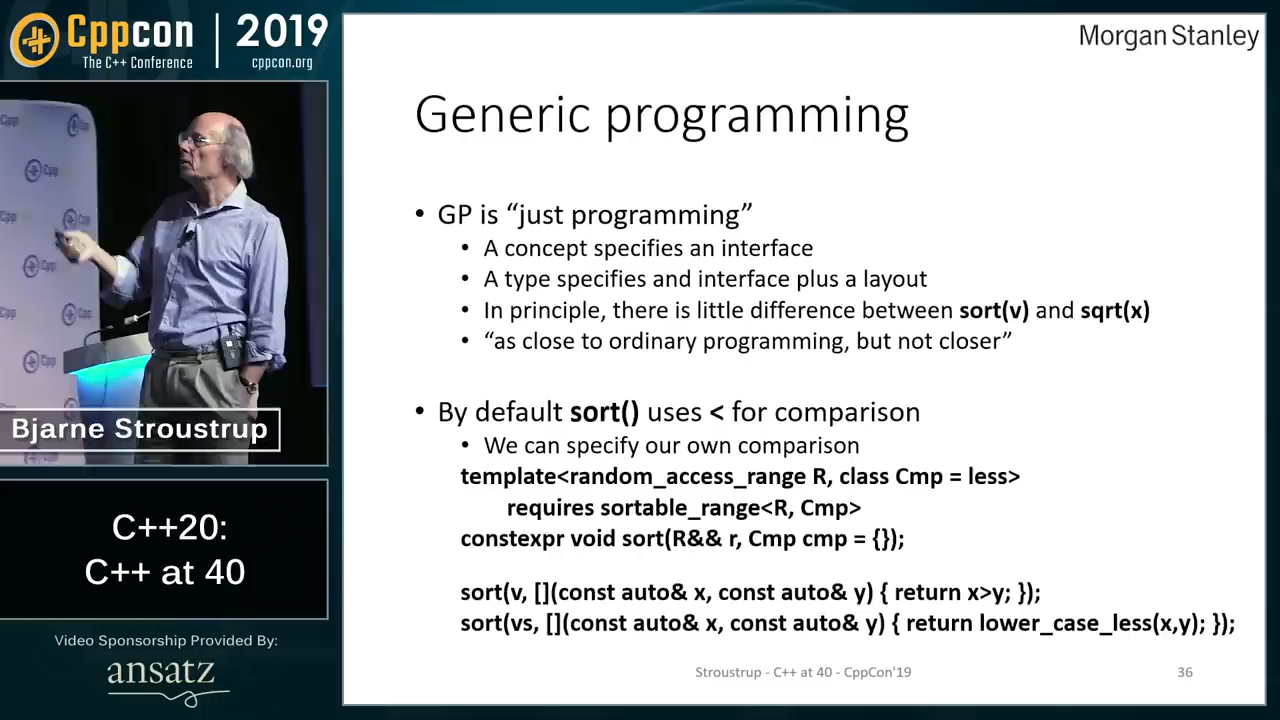 Cppcon
The C++ Conference
2019
cppcon.org
Morgan Stanley
Generic programming
• GP is “just programming”
• A concept specifies an interface
• A type specifies and interface plus a layout
• In principle, there is little difference between sort(v) and sqrt(x)
• “as close to ordinary programming, but not closer”
• By default sort() uses < for comparison
• We can specify our own comparison
template<random_access_range R, class Cmp = less>
requires sortable_range<R, Cmp>
constexpr void sort(R&& r, Cmp cmp = {});
sort(v, [](const auto& x, const auto& y) { return x>y; });
sort(vs, [](const auto& x, const auto& y) { return lower_case_less(x,y); });
Stroustrup - C++ at 40 - CppCon'19
36
Cpp
Cpp
Bjarne Stroustrup
C++20:
C++ at 40
Video Sponsorship Provided By:
ansatz